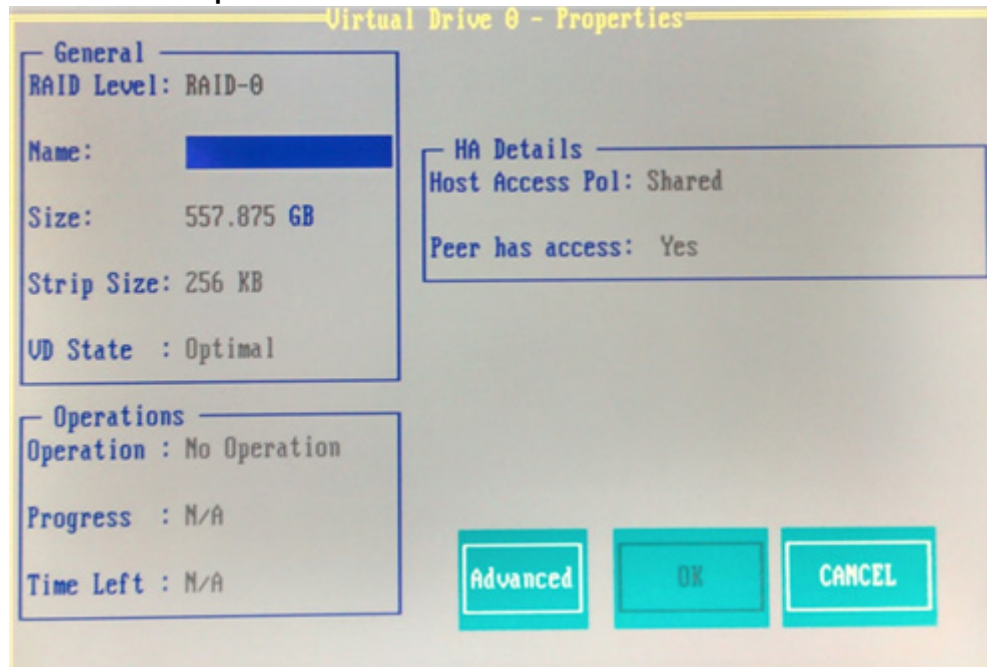 Virtual Drive 0 - Properties
General
RAID Level: RAID-0
Name:
Size: 557.875 GB
Strip Size: 256 KB
VD State : Optimal
HA Details
Host Access Pol: Shared
Peer has access: Yes
Operations
Operation : No Operation
Progress : N/A
Time Left : N/A
Advanced
OK
CANCEL